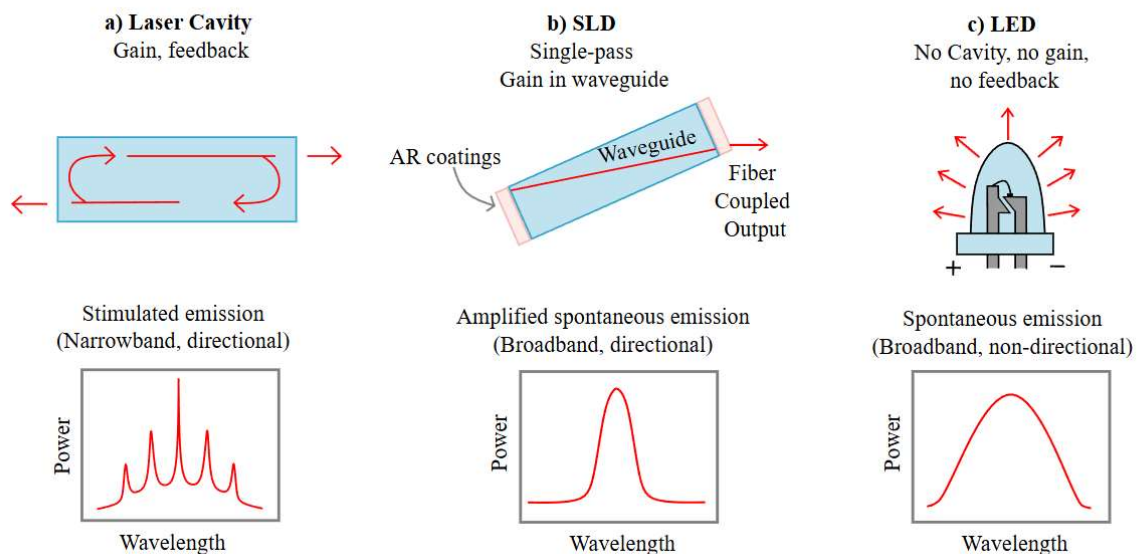 a) Laser Cavity
Gain, feedback
b) SLD
Single-pass
Gain in waveguide
c) LED
No Cavity, no gain,
no feedback
AR coatings
Waveguide
Fiber
Coupled
Output
+
−
Stimulated emission
(Narrowband, directional)
Amplified spontaneous emission
(Broadband, directional)
Spontaneous emission
(Broadband, non-directional)
Power
Wavelength
Power
Wavelength
Power
Wavelength